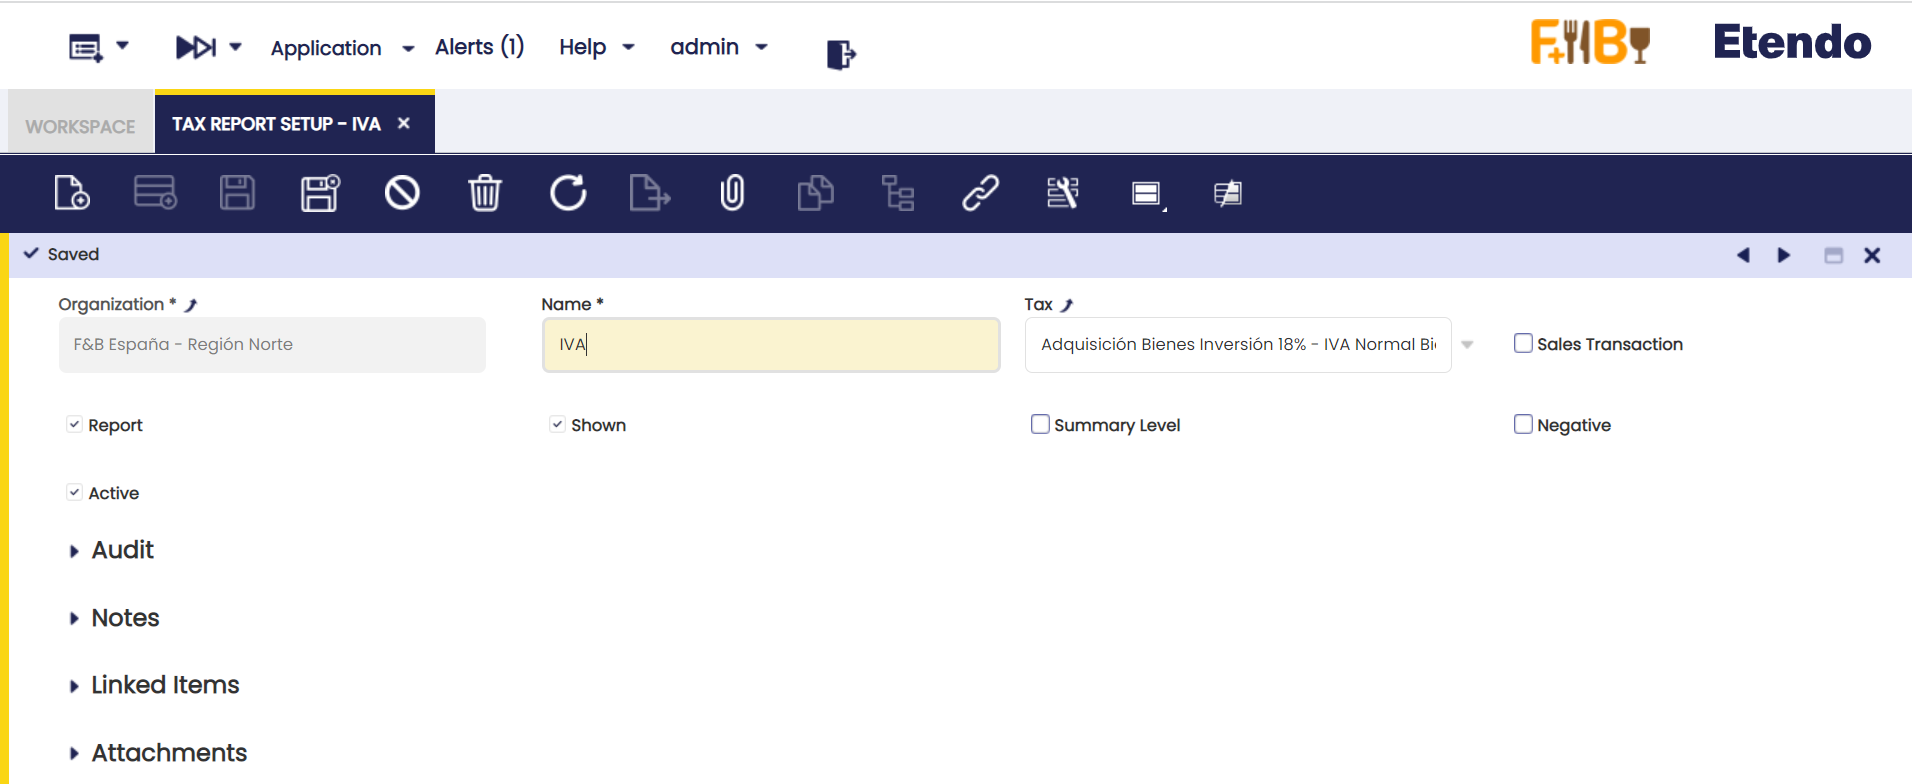 Application Alerts (1) Help admin F+B Etendo
WORKSPACE TAX REPORT SETUP - IVA
Saved
Organization * Name * Tax
F&B España - Región Norte IVA Adquisición Bienes Inversión 18% - IVA Normal Bi Sales Transaction
Report Shown Summary Level Negative
Active
Audit
Notes
Linked Items
Attachments